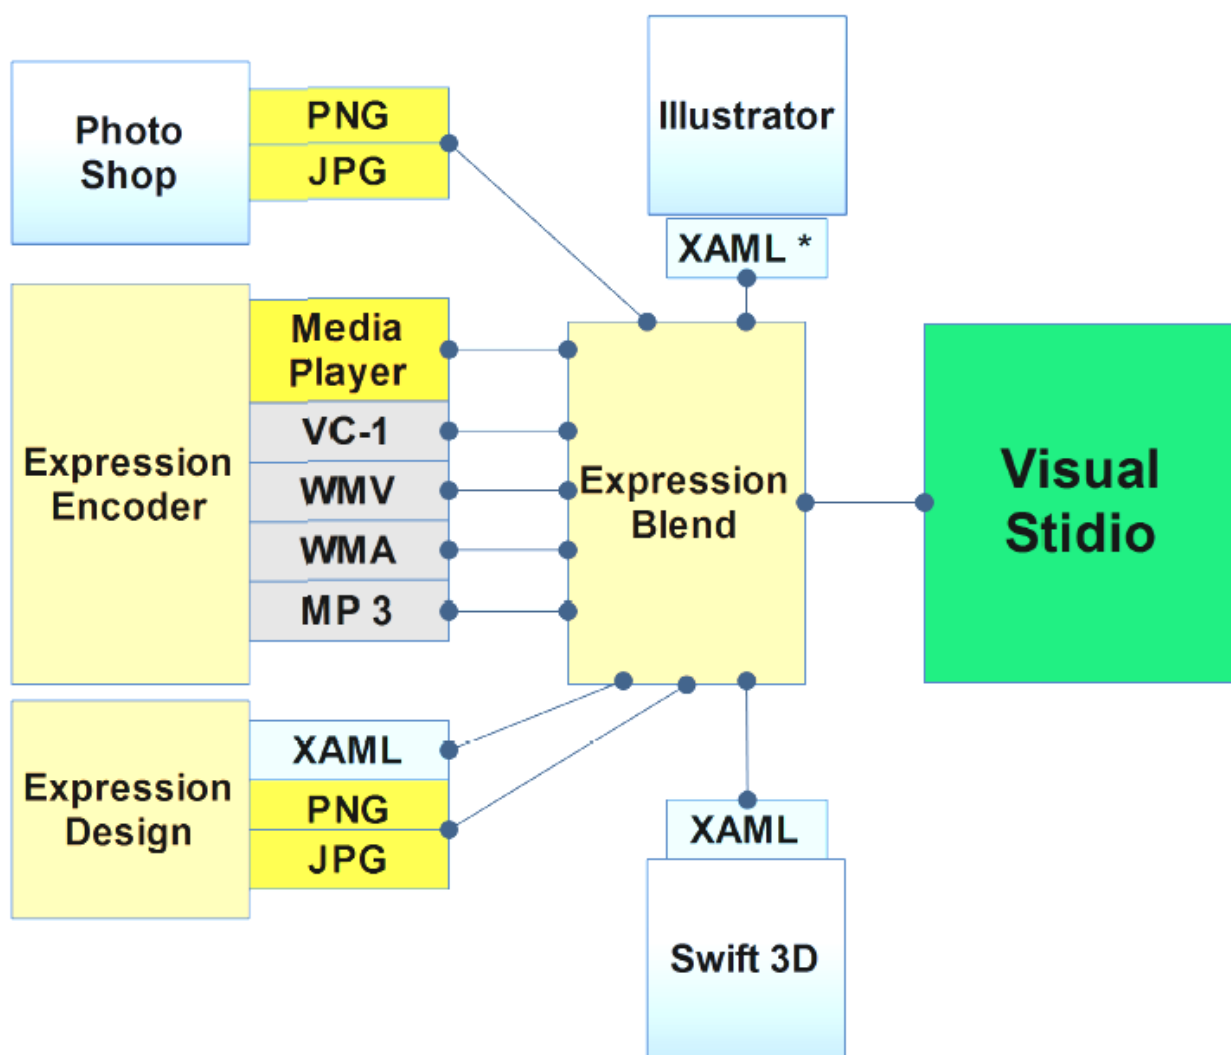 Photo
Shop
PNG
JPG
Illustrator
XAML *
Expression
Encoder
Media
Player
VC-1
WMV
WMA
MP 3
Expression
Blend
Visual
Stidio
Expression
Design
XAML
PNG
JPG
XAML
Swift 3D